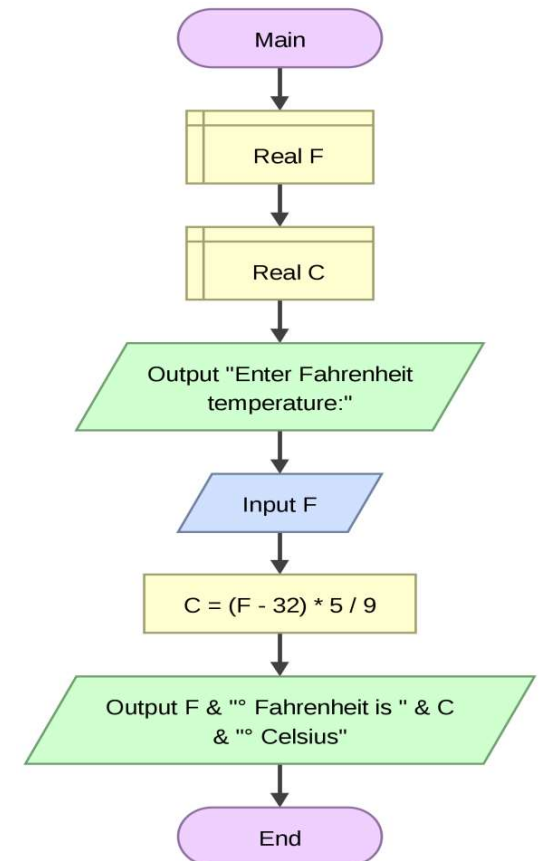 Main
Real F
Real C
Output "Enter Fahrenheit
temperature:"
Input F
C = (F - 32) * 5 / 9
Output F & "° Fahrenheit is " & C
& "° Celsius"
End